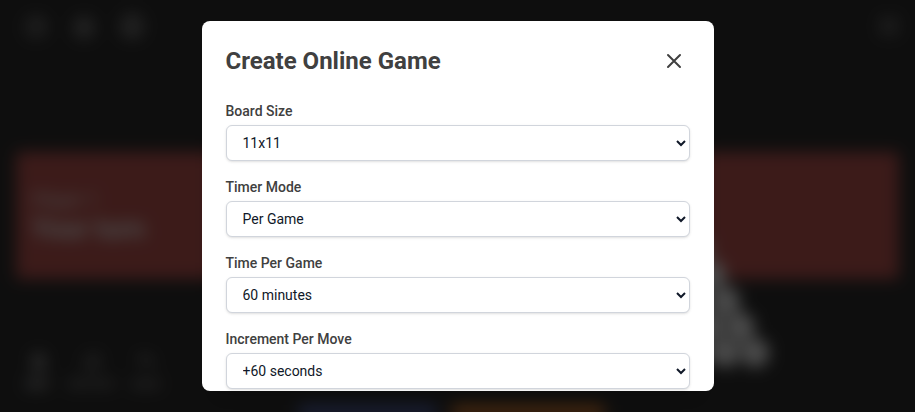 Create Online Game
Board Size
11x11
Timer Mode
Per Game
Time Per Game
60 minutes
Increment Per Move
+60 seconds